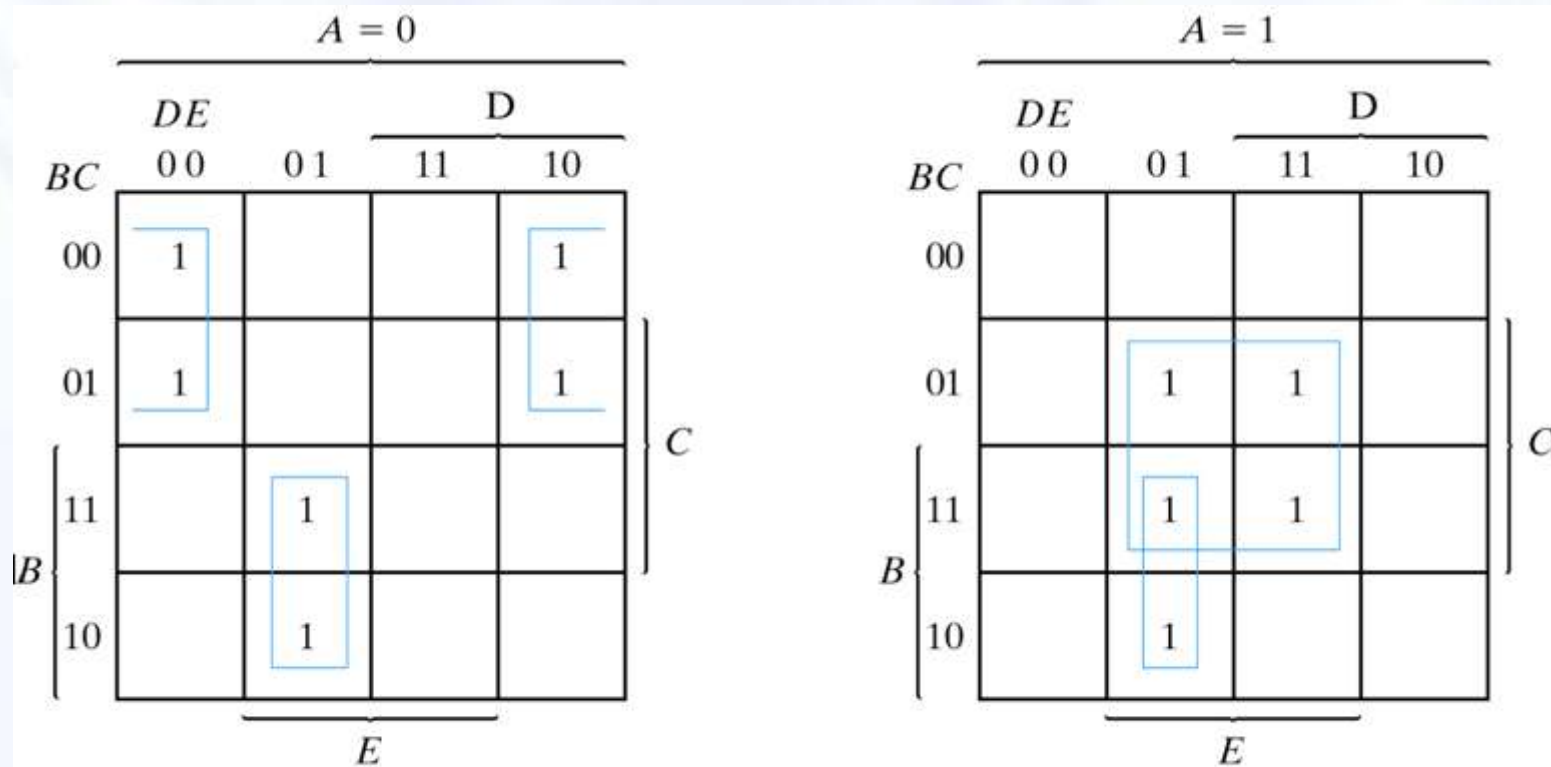 A = 0 A = 1
DE D DE D
BC 00 01 11 10 BC 00 01 11 10
00 1 1 00
01 1 1 C 01 1 1 C
B 11 1 B 11 1 1
10 1 10 1
E E